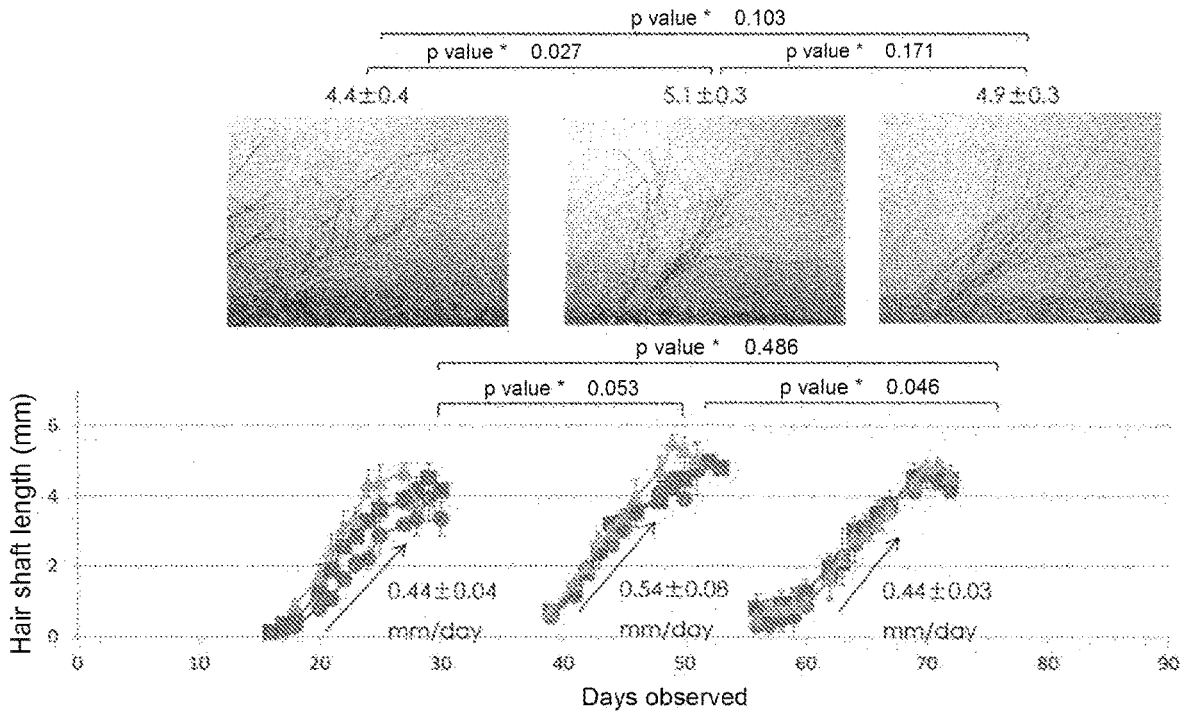 p value * 0.103
p value * 0.027 p value * 0.171
4.4±0.4 5.1±0.3 4.9±0.3
p value * 0.486
p value * 0.053 p value * 0.046
Hair shaft length (mm)
6
4
2
0
0.44±0.04 0.54±0.08 0.44±0.03
mm/day mm/day mm/day
0 10 20 30 40 50 60 70 80 90
Days observed